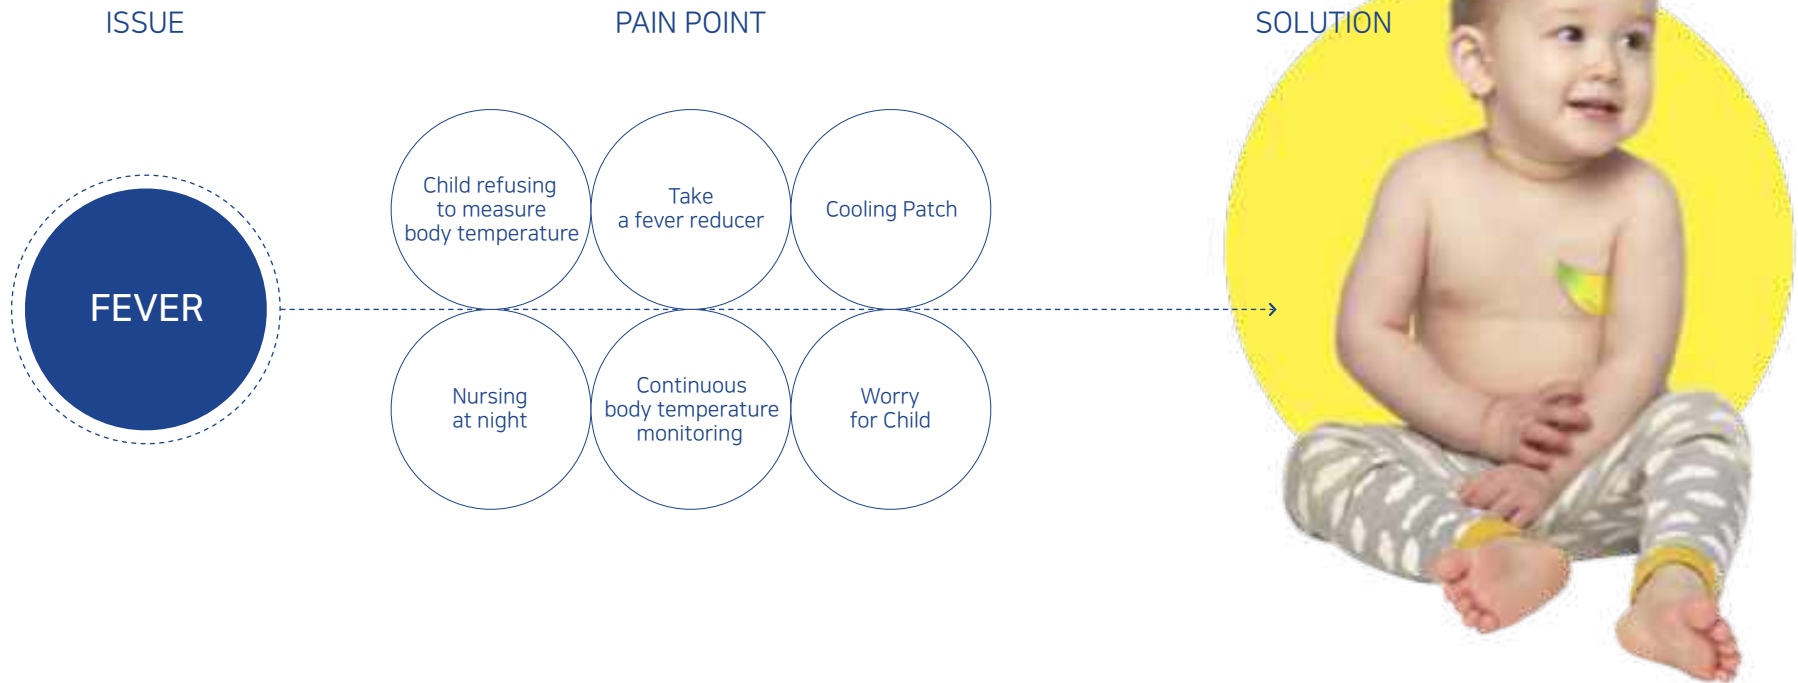 ISSUE
PAIN POINT
SOLUTION
FEVER
Child refusing
to measure
body temperature
Take
a fever reducer
Cooling Patch
Nursing
at night
Continuous
body temperature
monitoring
Worry
for Child